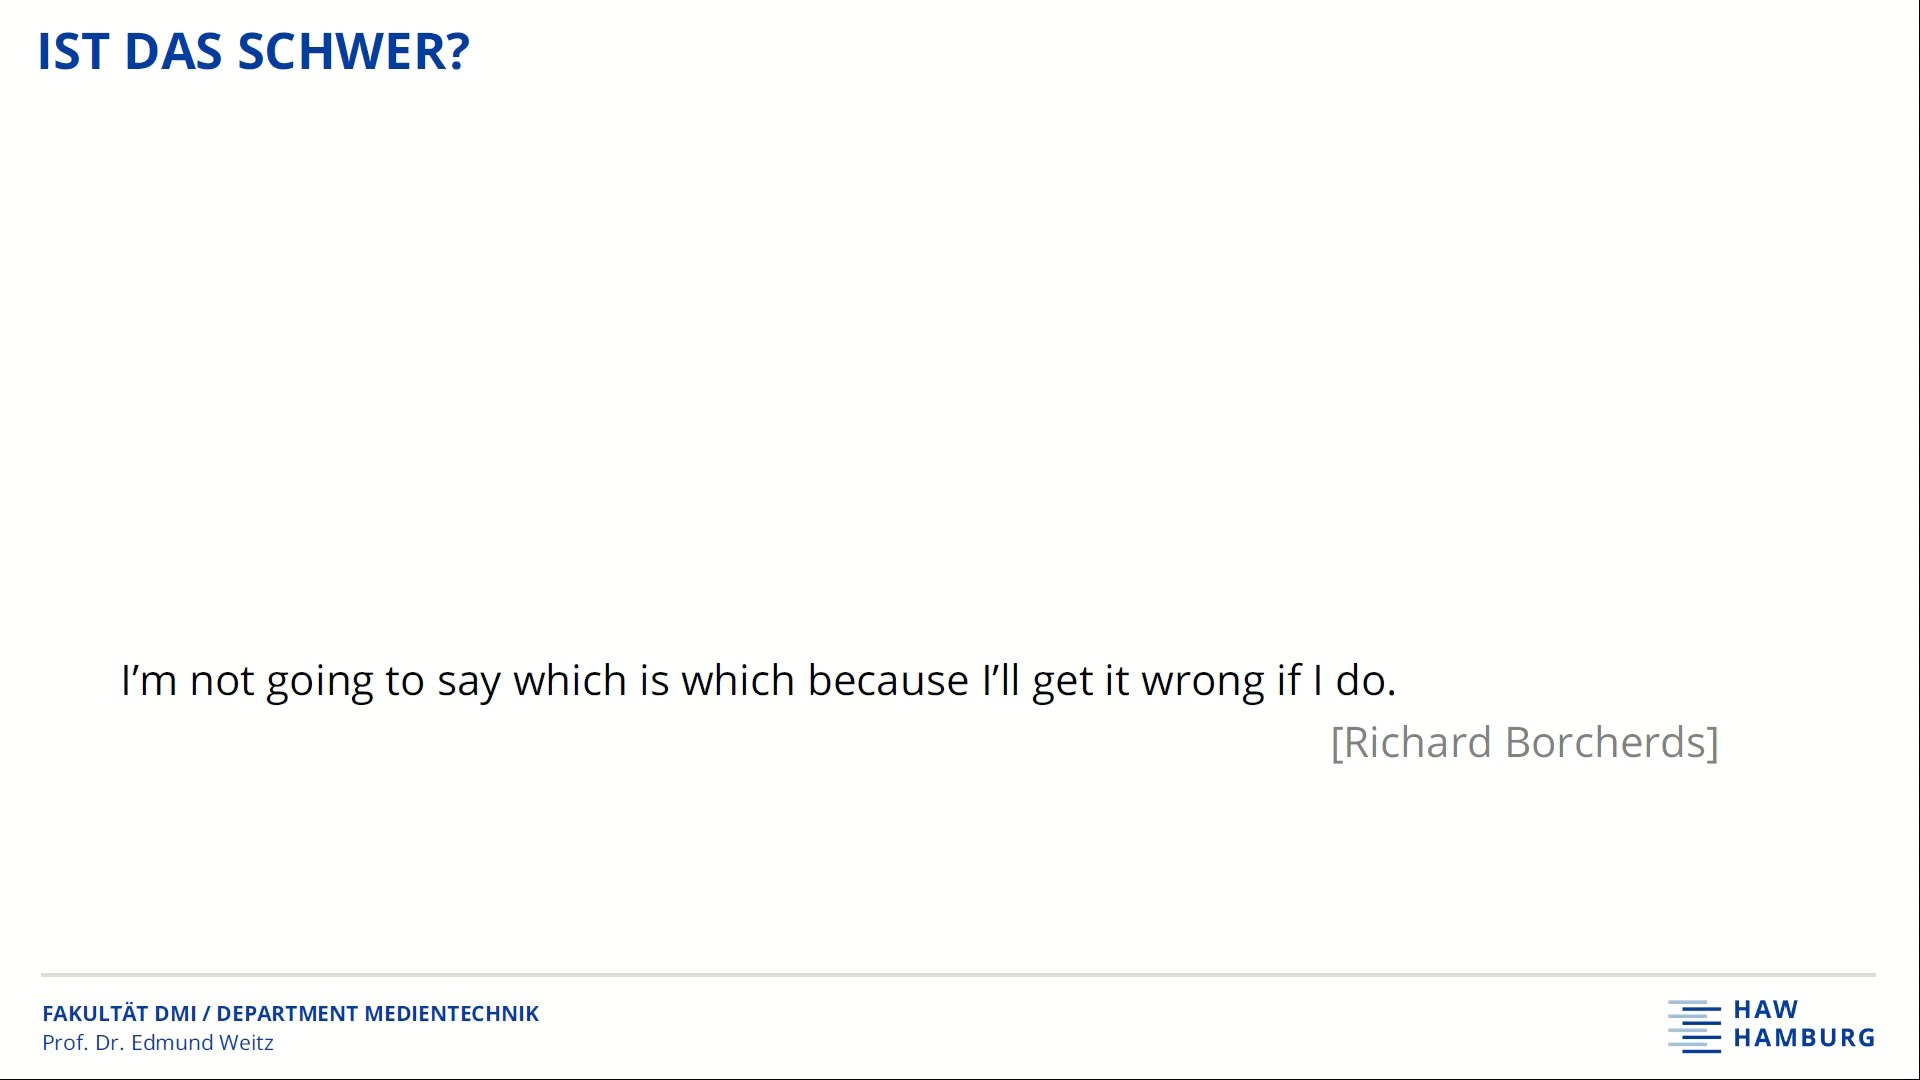 IST DAS SCHWER?
I’m not going to say which is which because I’ll get it wrong if I do.
[Richard Borcherds]
FAKULTÄT DMI / DEPARTMENT MEDIENTECHNIK
Prof. Dr. Edmund Weitz
HAW
HAMBURG